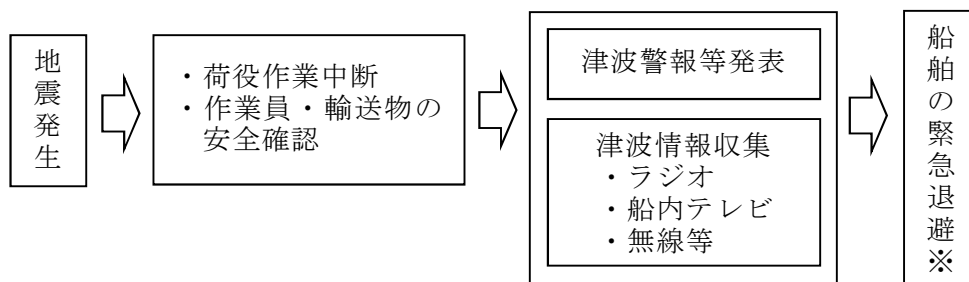 地震発生
・荷役作業中断
・作業員・輸送物の
安全確認
津波警報等発表
津波情報収集
・ラジオ
・船内テレビ
・無線等
船舶の緊急退避※